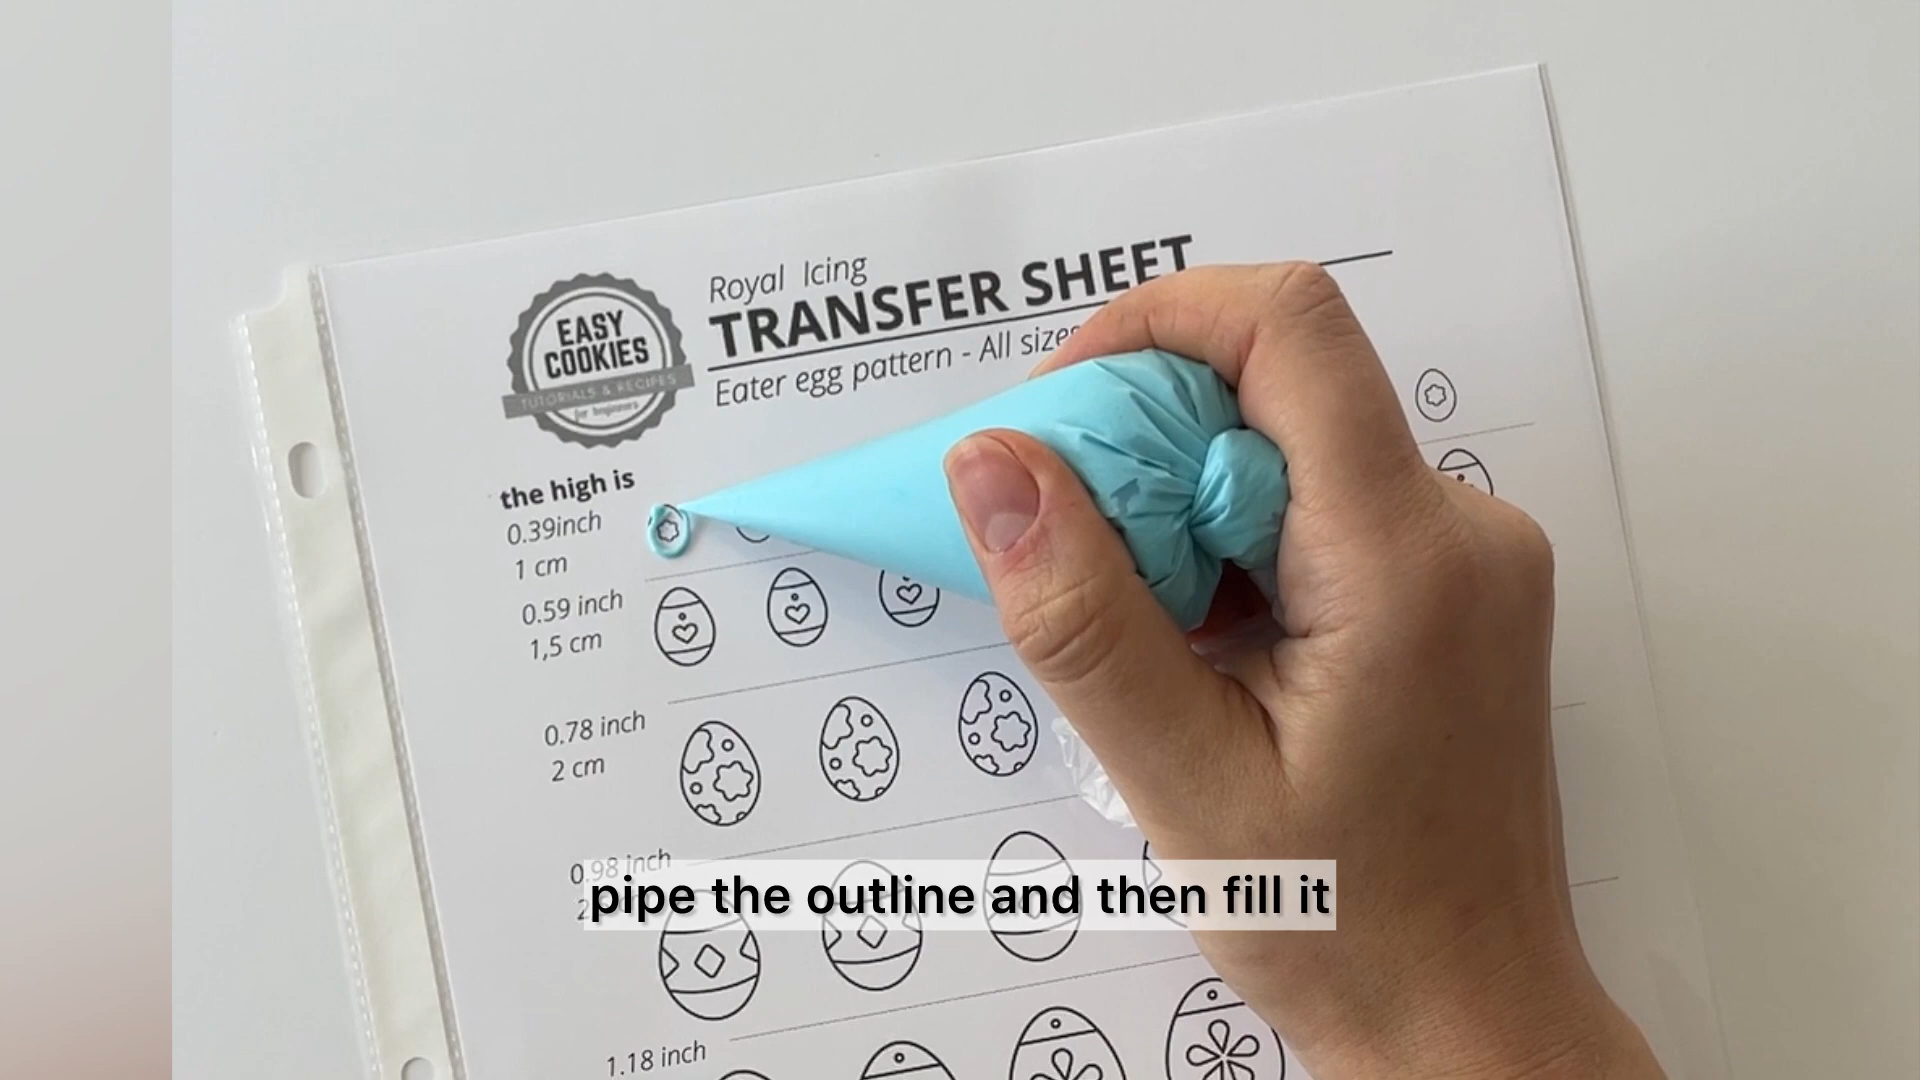 Royal Icing
TRANSFER SHEET
Eater egg pattern - All sizes
EASY
COOKIES
TUTORIALS & RECIPES
for beginners
the high is
0.39inch
1 cm
0.59 inch
1,5 cm
0.78 inch
2 cm
0.98 inch
pipe the outline and then fill it
1.18 inch